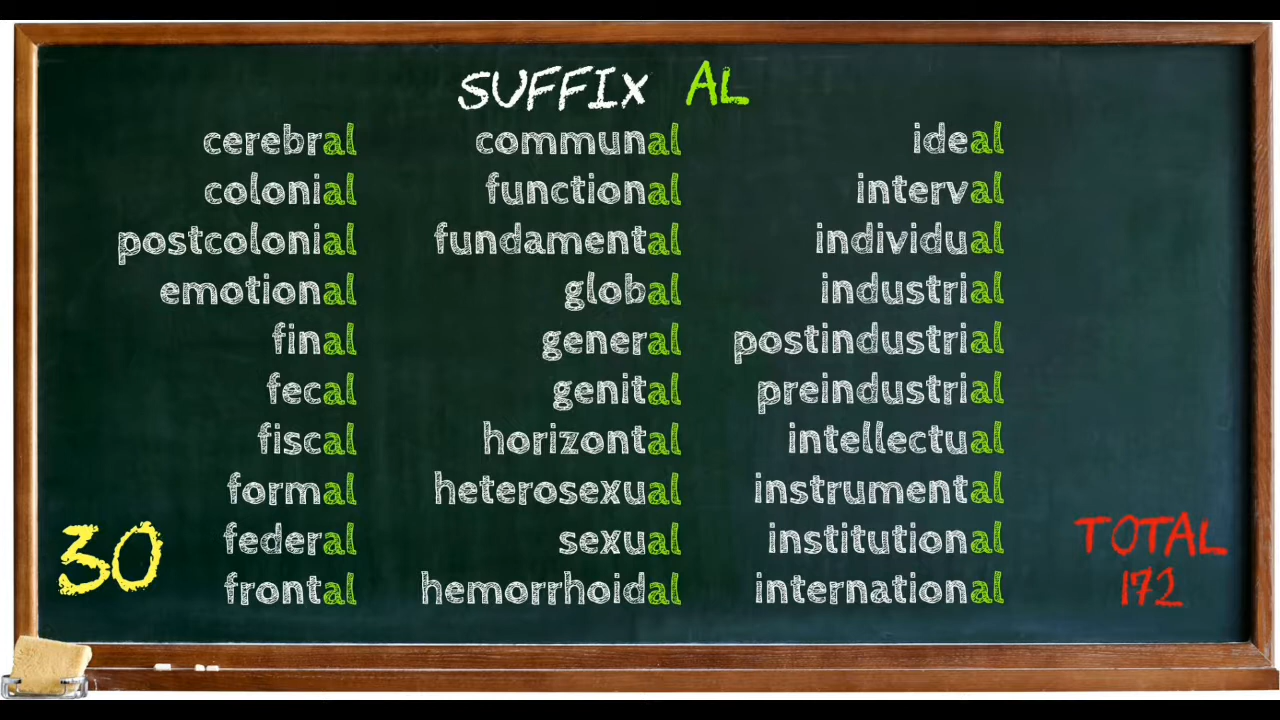 SUFFIX AL
cerebral
colonial
postcolonial
emotional
final
fecal
fiscal
formal
federal
frontal
communal
functional
fundamental
global
general
genital
horizontal
heterosexual
sexual
hemorrhoidal
ideal
interval
individual
industrial
postindustrial
preindustrial
intellectual
instrumental
institutional
international
30
TOTAL
172